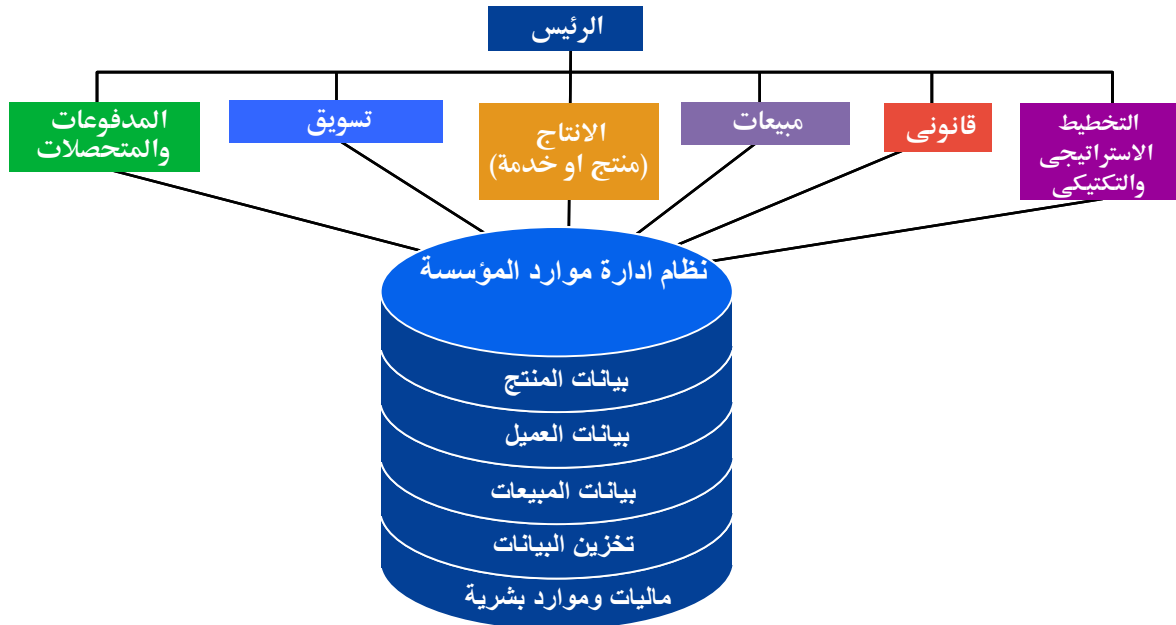 الرئيس
التخطيط
الاستراتيجى
والتكتيكى
قانونى
مبيعات
الانتاج
(منتج او خدمة)
تسويق
المدفوعات
والمتحصلات
نظام ادارة موارد المؤسسة
بيانات المنتج
بيانات العميل
بيانات المبيعات
تخزين البيانات
ماليات وموارد بشرية